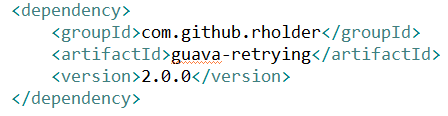 <dependency>
<groupId>com.github.rholder</groupId>
<artifactId>guava-retrying</artifactId>
<version>2.0.0</version>
</dependency>